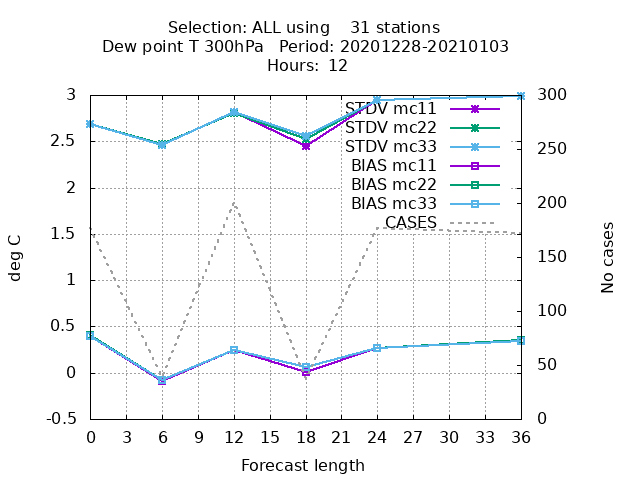 Selection: ALL using 31 stations
Dew point T 300hPa Period: 20201228-20210103
Hours: 12
3
2.5
2
1.5
1
0.5
0
-0.5
deg C
STDV mc11
STDV mc22
STDV mc33
BIAS mc11
BIAS mc22
BIAS mc33
CASES
300
250
200
150
100
50
0
No cases
0 3 6 9 12 15 18 21 24 27 30 33 36
Forecast length